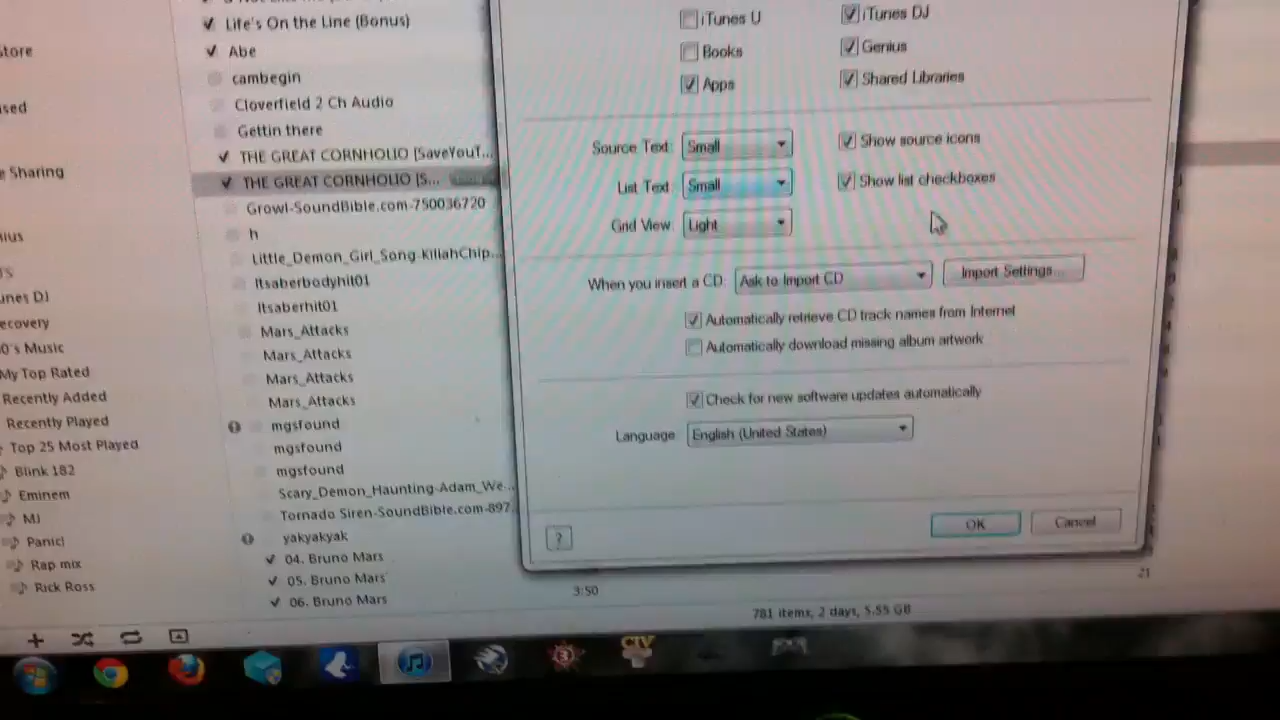 Store
Sharing
unes DJ
ecovery
0's Music
My Top Rated
Recently Added
Recently Played
Top 25 Most Played
Blink 182
Eminem
MJ
Panic!
Rap mix
Rick Ross
Life's On the Line (Bonus)
Abe
cambegin
Cloverfield 2 Ch Audio
Gettin there
THE GREAT CORNHOLIO [SaveYouT...
THE GREAT CORNHOLIO [S...
Growl-SoundBible.com-750036720
h
Little_Demon_Girl_Song-KillahChip...
ltsaberbodyhit01
ltsaberhit01
Mars_Attacks
Mars_Attacks
Mars_Attacks
Mars_Attacks
mgsfound
mgsfound
mgsfound
Scary_Demon_Haunting-Adam_We...
Tornado Siren-SoundBible.com-897...
yakyakyak
04. Bruno Mars
05. Bruno Mars
06. Bruno Mars
iTunes U
iTunes DJ
Books
Genius
Apps
Shared Libraries
Source Text: Small
Show source icons
List Text: Small
Show list checkboxes
Grid View: Light
When you insert a CD: Ask to Import CD
Import Settings...
Automatically retrieve CD track names from Internet
Automatically download missing album artwork
Check for new software updates automatically
Language: English (United States)
?
OK
Cancel
3:50
21
781 items, 2 days, 5.55 GB
CIV